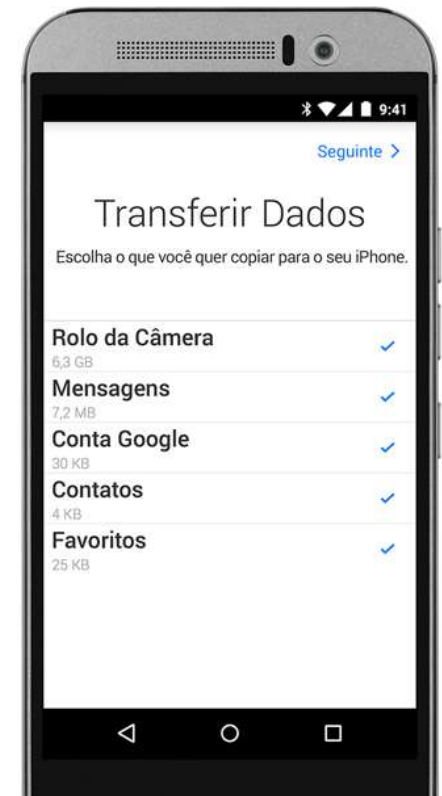 9:41
Seguinte >
Transferir Dados
Escolha o que você quer copiar para o seu iPhone.
Rolo da Câmera
6,3 GB
Mensagens
7,2 MB
Conta Google
30 KB
Contatos
4 KB
Favoritos
25 KB